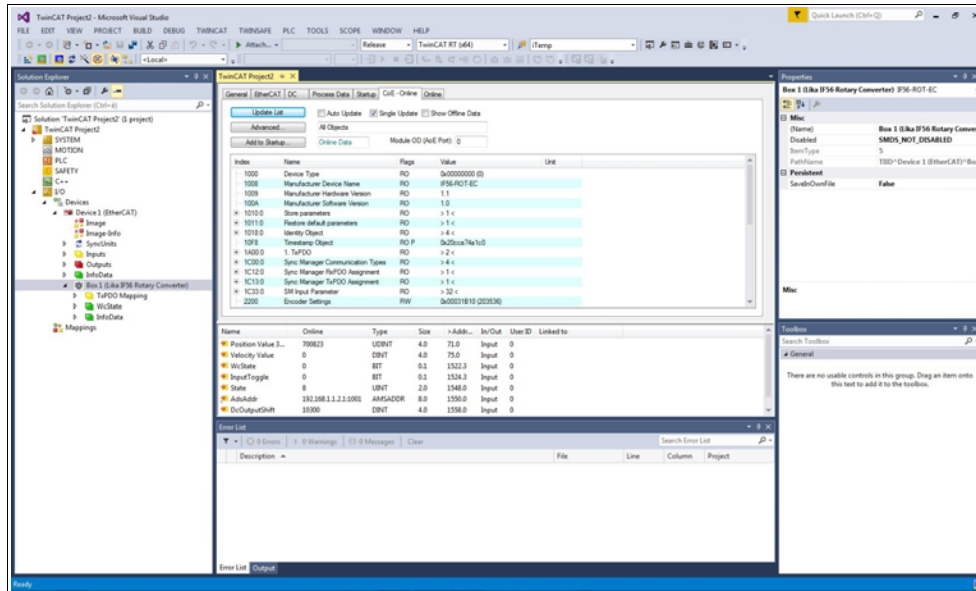 TwinCAT Project2 - Microsoft Visual Studio
Quick Launch (Ctrl+Q)
FILE EDIT VIEW PROJECT BUILD DEBUG TWINCAT TWINSAFE PLC TOOLS SCOPE WINDOW HELP
Attach... Release TwinCAT RT (x64) iTemp
<Local>
Solution Explorer
Search Solution Explorer (Ctrl+è)
Solution 'TwinCAT Project2' (1 project)
TwinCAT Project2
SYSTEM
MOTION
PLC
SAFETY
C++
I/O
Devices
Device 1 (EtherCAT)
Image
Image-Info
SyncUnits
Inputs
Outputs
InfoData
Box 1 (Lika IF56 Rotary Converter)
TxPDO Mapping
WcState
InfoData
Mappings
TwinCAT Project2
General EtherCAT DC Process Data Startup CoE - Online Online
Update List Auto Update Single Update Show Offline Data
Advanced... All Objects
Add to Startup... Online Data Module OD (AoE Port): 0
Index Name Flags Value Unit
1000 Device Type RO 0x00000000 (0)
1008 Manufacturer Device Name RO IF56-ROT-EC
1009 Manufacturer Hardware Version RO 1.1
100A Manufacturer Software Version RO 1.0
1010:0 Store parameters RO > 1 <
1011:0 Restore default parameters RO > 1 <
1018:0 Identity Object RO > 4 <
10F8 Timestamp Object RO P 0x20cca74a1c0
1A00:0 1. TxPDO RO > 2 <
1C00:0 Sync Manager Communication Types RO > 4 <
1C12:0 Sync Manager RxPDO Assignment RO > 1 <
1C13:0 Sync Manager TxPDO Assignment RO > 1 <
1C33:0 SM Input Parameter RO > 32 <
2200 Encoder Settings RW 0x00031B10 (203536)
Name Online Type Size >Addr... In/Out User ID Linked to
Position Value 3... 700823 UDINT 4.0 71.0 Input 0
Velocity Value 0 DINT 4.0 75.0 Input 0
WcState 0 BIT 0.1 1522.3 Input 0
InputToggle 0 BIT 0.1 1524.3 Input 0
State 8 UINT 2.0 1548.0 Input 0
AdsAddr 192.168.1.1.2.1:1001 AMSADDR 8.0 1550.0 Input 0
DcOutputShift 10300 DINT 4.0 1558.0 Input 0
Error List
0 Errors 0 Warnings 0 Messages Clear Search Error List
Description File Line Column Project
Error List Output
Properties
Box 1 (Lika IF56 Rotary Converter) IF56-ROT-EC
Misc
(Name) Box 1 (Lika IF56 Rotary Conver
Disabled SMDS_NOT_DISABLED
ItemType 5
PathName TIID^Device 1 (EtherCAT)^Bo
Persistent
SaveInOwnFile False
Misc
Toolbox
Search Toolbox
General
There are no usable controls in this group. Drag an item onto
this text to add it to the toolbox.
Ready